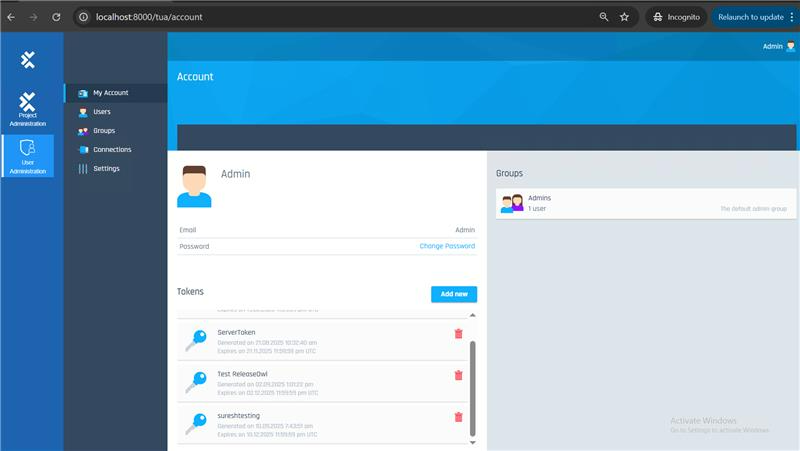 localhost:8000/tua/account
Incognito
Relaunch to update
Admin
Project
Administration
User
Administration
My Account
Users
Groups
Connections
Settings
Account
Admin
Email
Admin
Password
Change Password
Tokens
Add new
ServerToken
Generated on 21.08.2025 10:32:40 am
Expires on 21.11.2025 11:59:59 pm UTC
Test ReleaseOwl
Generated on 02.09.2025 1:01:22 pm
Expires on 02.12.2025 11:59:59 pm UTC
sureshtesting
Generated on 10.09.2025 7:43:51 am
Expires on 10.12.2025 11:59:59 pm UTC
Groups
Admins
1 user
The default admin group
Activate Windows
Go to Settings to activate Windows.